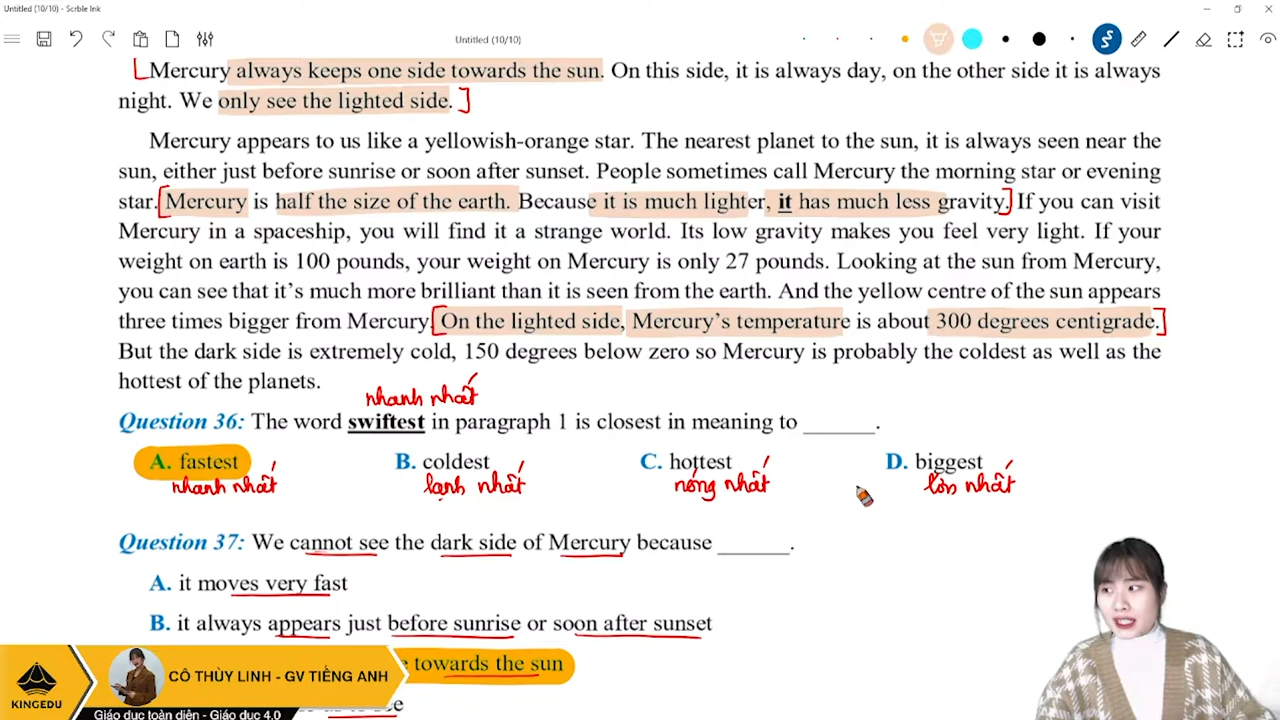 Untitled (10/10) - Scrble Ink
Untitled (10/10)
Mercury always keeps one side towards the sun. On this side, it is always day, on the other side it is always
night. We only see the lighted side.
Mercury appears to us like a yellowish-orange star. The nearest planet to the sun, it is always seen near the
sun, either just before sunrise or soon after sunset. People sometimes call Mercury the morning star or evening
star. Mercury is half the size of the earth. Because it is much lighter, it has much less gravity. If you can visit
Mercury in a spaceship, you will find it a strange world. Its low gravity makes you feel very light. If your
weight on earth is 100 pounds, your weight on Mercury is only 27 pounds. Looking at the sun from Mercury,
you can see that it's much more brilliant than it is seen from the earth. And the yellow centre of the sun appears
three times bigger from Mercury. On the lighted side, Mercury's temperature is about 300 degrees centigrade.
But the dark side is extremely cold, 150 degrees below zero so Mercury is probably the coldest as well as the
hottest of the planets.
nhanh nhất
Question 36: The word swiftest in paragraph 1 is closest in meaning to _______.
A. fastest B. coldest C. hottest D. biggest
nhanh nhất lạnh nhất nóng nhất lớn nhất
Question 37: We cannot see the dark side of Mercury because _______.
A. it moves very fast
B. it always appears just before sunrise or soon after sunset
towards the sun
see
CÔ THÙY LINH - GV TIẾNG ANH
KINGEDU
Giáo dục toàn diện - Giáo dục 4.0